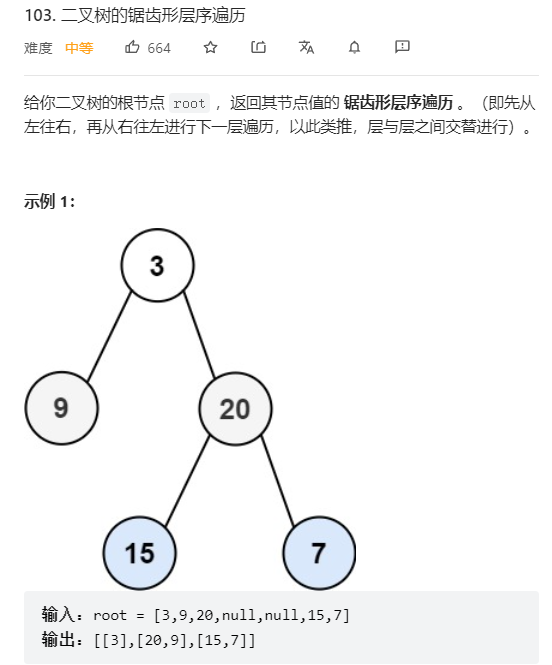 103. 二叉树的锯齿形层序遍历
难度 中等 664
给你二叉树的根节点 root ，返回其节点值的 锯齿形层序遍历 。（即先从
左往右，再从右往左进行下一层遍历，以此类推，层与层之间交替进行）。
示例 1：
3
9 20
15 7
输入：root = [3,9,20,null,null,15,7]
输出：[[3],[20,9],[15,7]]